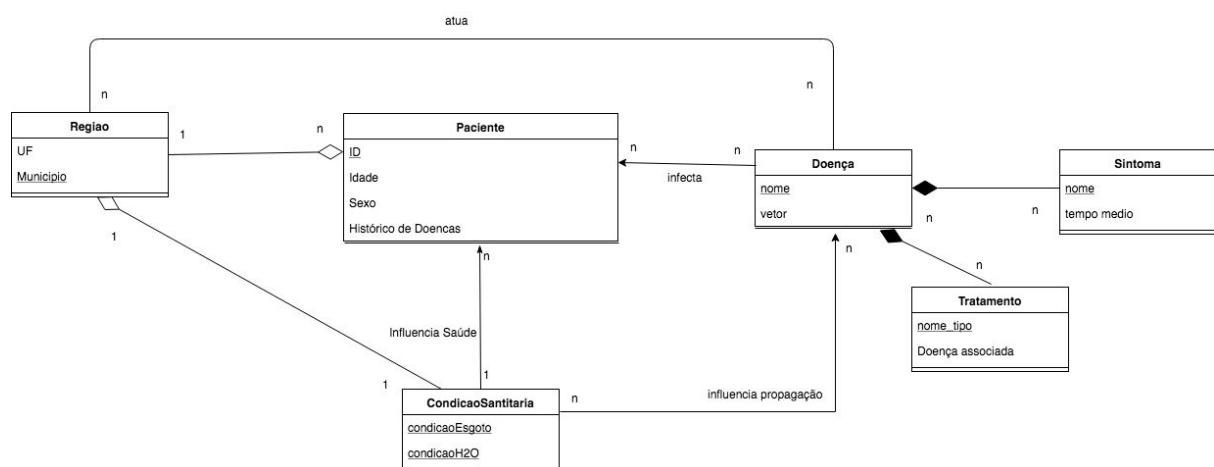 atua
n
n
Regiao
UF
Municipio
1
n
Paciente
ID
Idade
Sexo
Histórico de Doencas
n
n
infecta
Doença
nome
vetor
n
n
Sintoma
nome
tempo medio
n
n
Tratamento
nome_tipo
Doença associada
1
1
n
Influencia Saúde
1
CondicaoSantitaria
condicaoEsgoto
condicaoH2O
n
influencia propagação